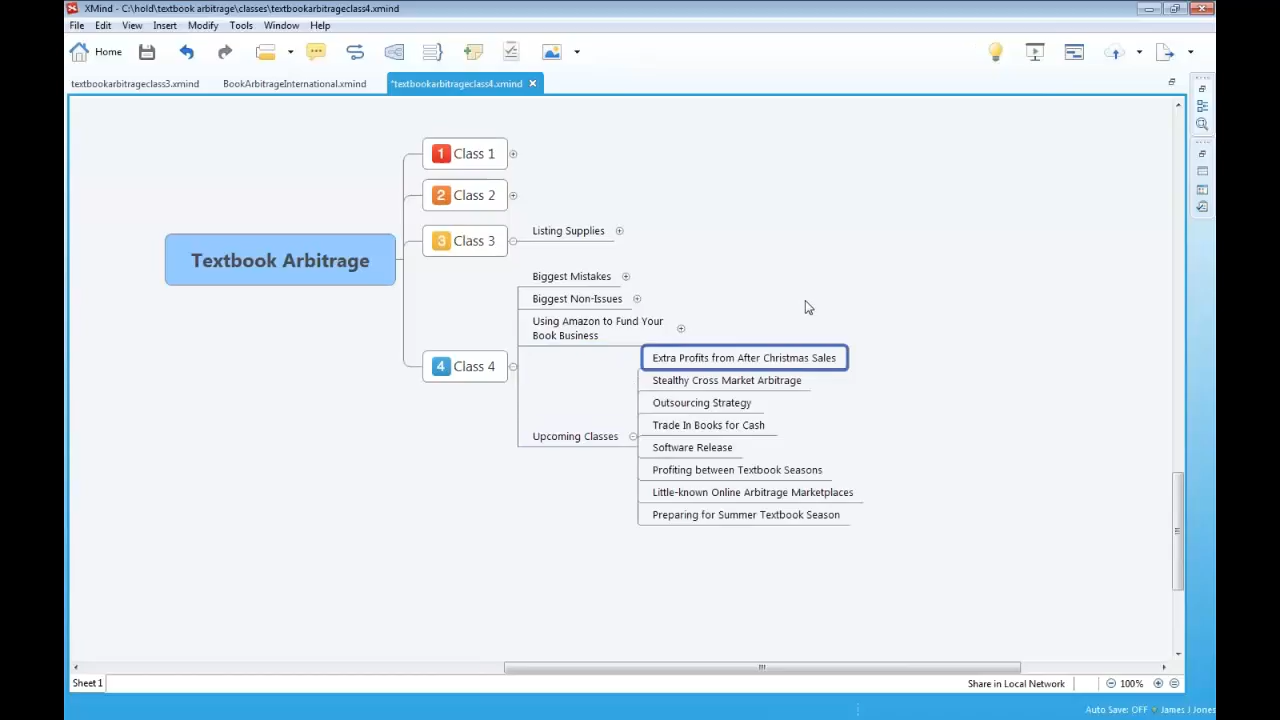 XMind - C:\hold\textbook arbitrage\classes\textbookarbitrageclass4.xmind
File Edit View Insert Modify Tools Window Help
Home
textbookarbitrageclass3.xmind BookArbitrageInternational.xmind *textbookarbitrageclass4.xmind
1 Class 1
2 Class 2
Listing Supplies
3 Class 3
Textbook Arbitrage
Biggest Mistakes
Biggest Non-Issues
Using Amazon to Fund Your
Book Business
Extra Profits from After Christmas Sales
4 Class 4
Stealthy Cross Market Arbitrage
Outsourcing Strategy
Trade In Books for Cash
Upcoming Classes
Software Release
Profiting between Textbook Seasons
Little-known Online Arbitrage Marketplaces
Preparing for Summer Textbook Season
Sheet 1
Share in Local Network
100%
Auto Save: OFF
James J Jones